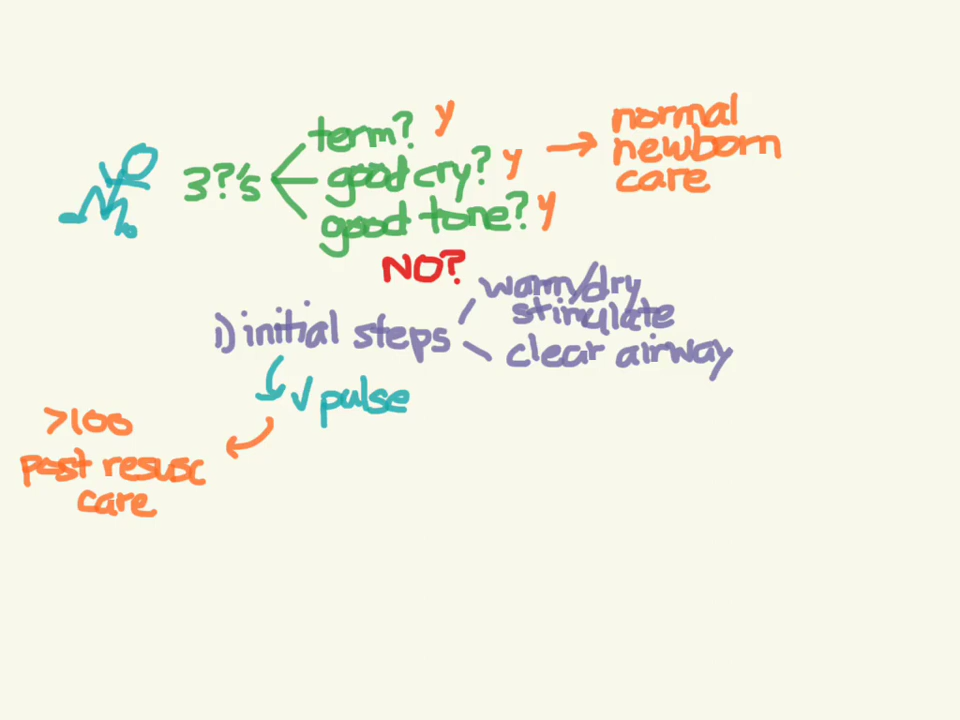 3?'s
term? y
good cry? y
good tone? y
→ normal
newborn
care
NO?
1) initial steps
warm/dry
stimulate
clear airway
√ pulse
>100
post resusc
care